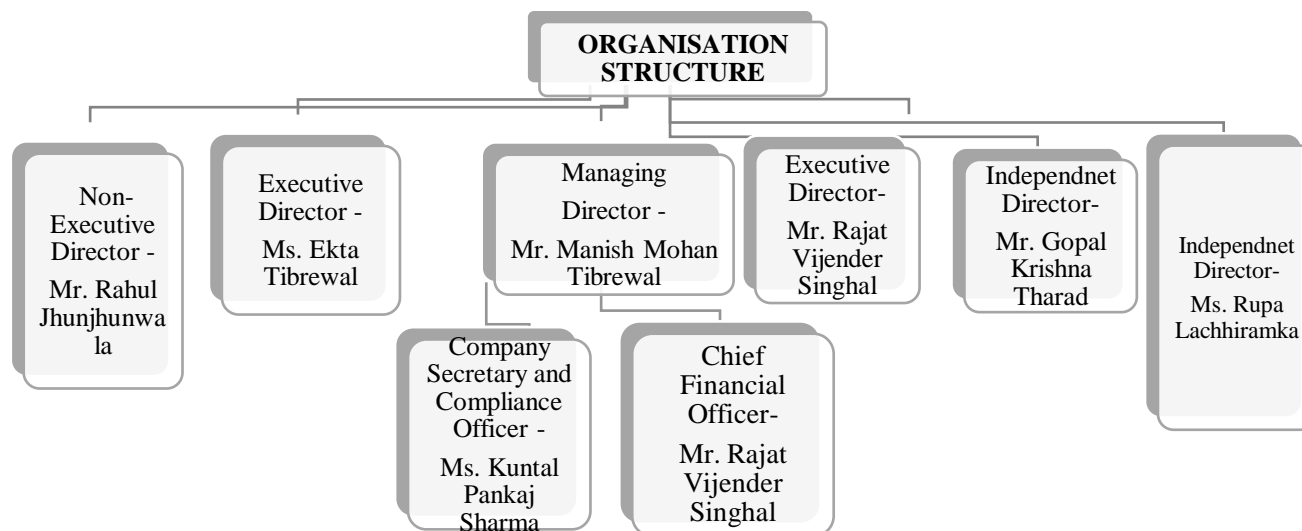 ORGANISATION
STRUCTURE
Non-
Executive
Director -
Mr. Rahul
Jhunjhunwa
la
Executive
Director -
Ms. Ekta
Tibrewal
Managing
Director -
Mr. Manish Mohan
Tibrewal
Executive
Director-
Mr. Rajat
Vijender
Singhal
Independnet
Director-
Mr. Gopal
Krishna
Tharad
Independnet
Director-
Ms. Rupa
Lachhiramka
Company
Secretary and
Compliance
Officer -
Ms. Kuntal
Pankaj
Sharma
Chief
Financial
Officer-
Mr. Rajat
Vijender
Singhal